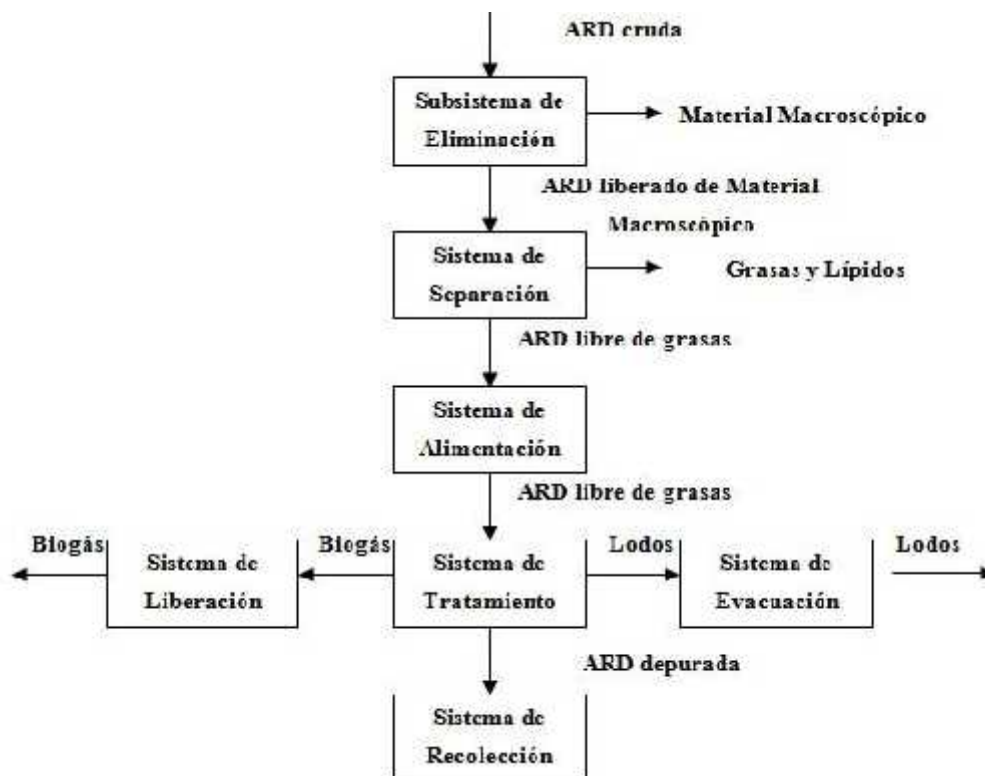 ARD cruda
Subsistema de
Eliminación
Material Macroscópico
ARD liberado de Material
Macroscópico
Sistema de
Separación
Grasas y Lípidos
ARD libre de grasas
Sistema de
Alimentación
ARD libre de grasas
Biogás
Sistema de
Liberación
Biogás
Sistema de
Tratamiento
Lodos
Sistema de
Evacuación
Lodos
ARD depurada
Sistema de
Recolección